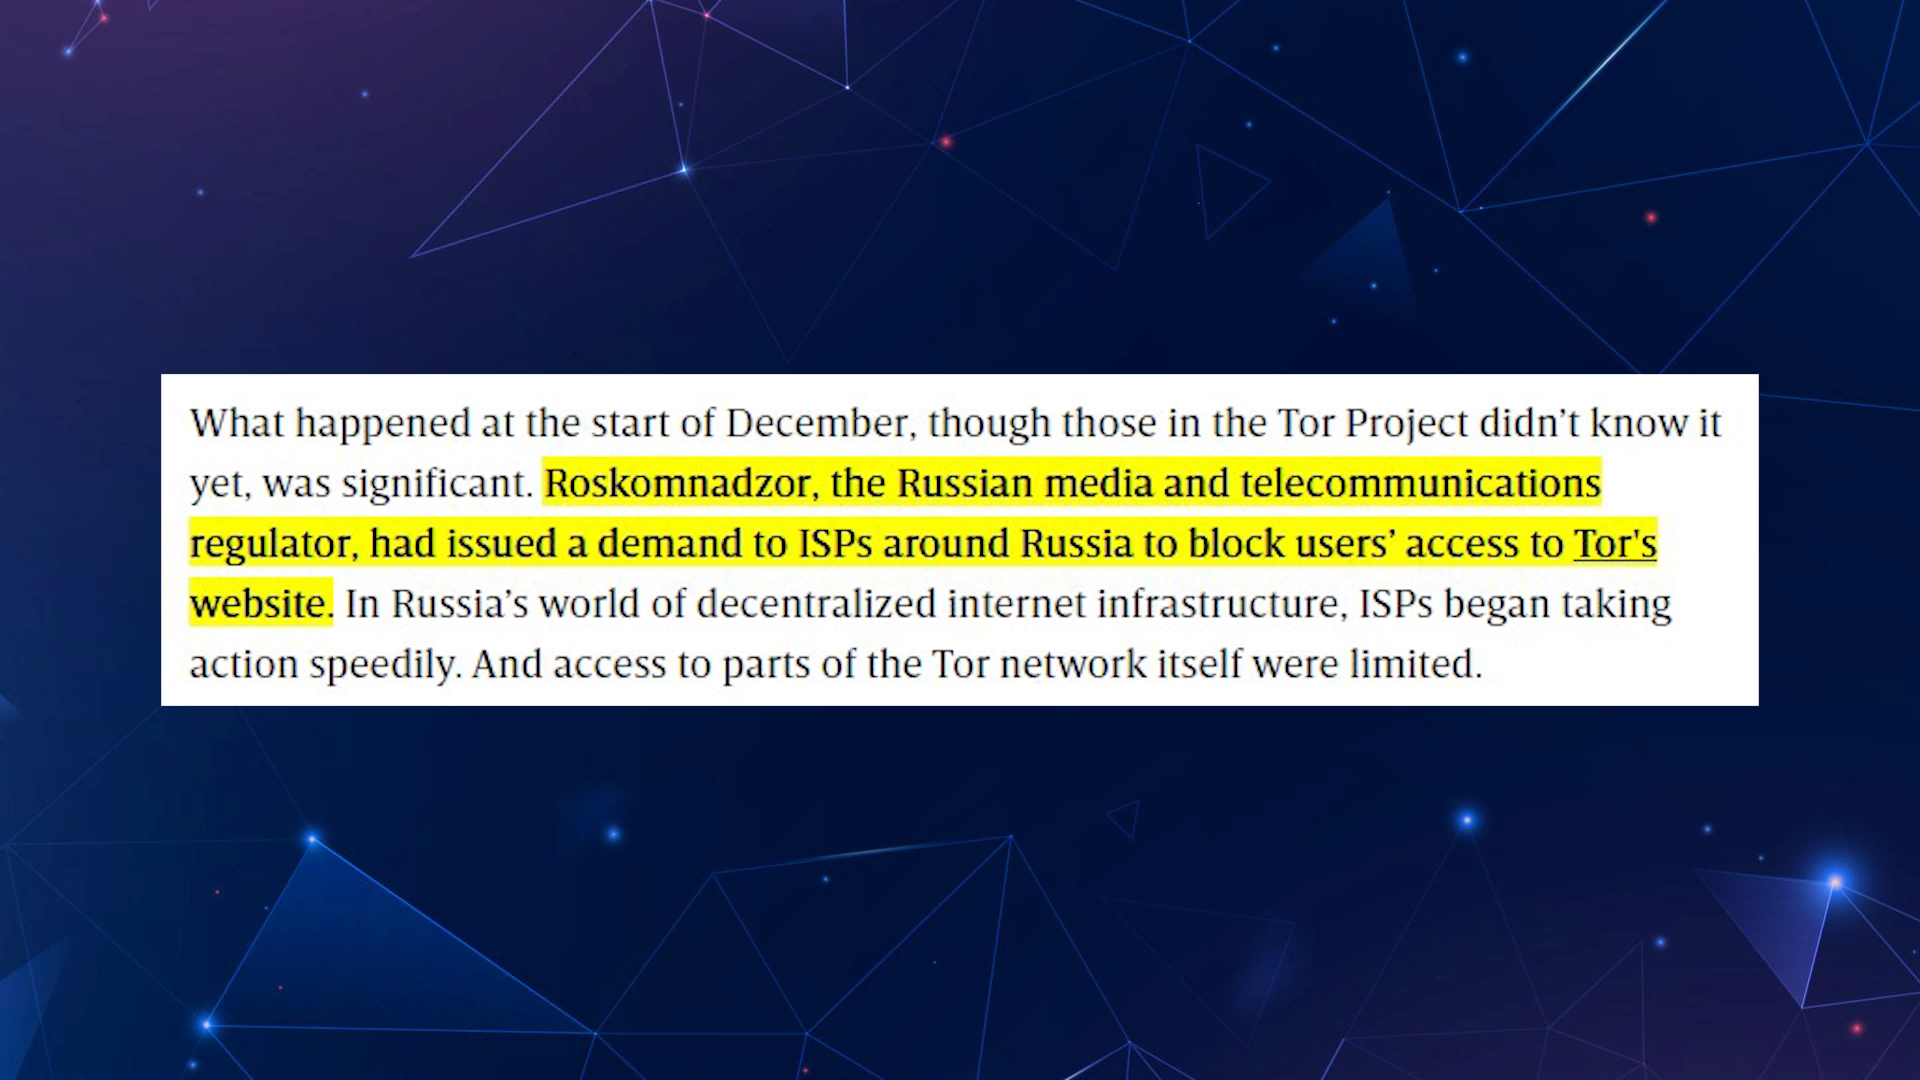 What happened at the start of December, though those in the Tor Project didn’t know it
yet, was significant. Roskomnadzor, the Russian media and telecommunications
regulator, had issued a demand to ISPs around Russia to block users’ access to Tor's
website. In Russia’s world of decentralized internet infrastructure, ISPs began taking
action speedily. And access to parts of the Tor network itself were limited.